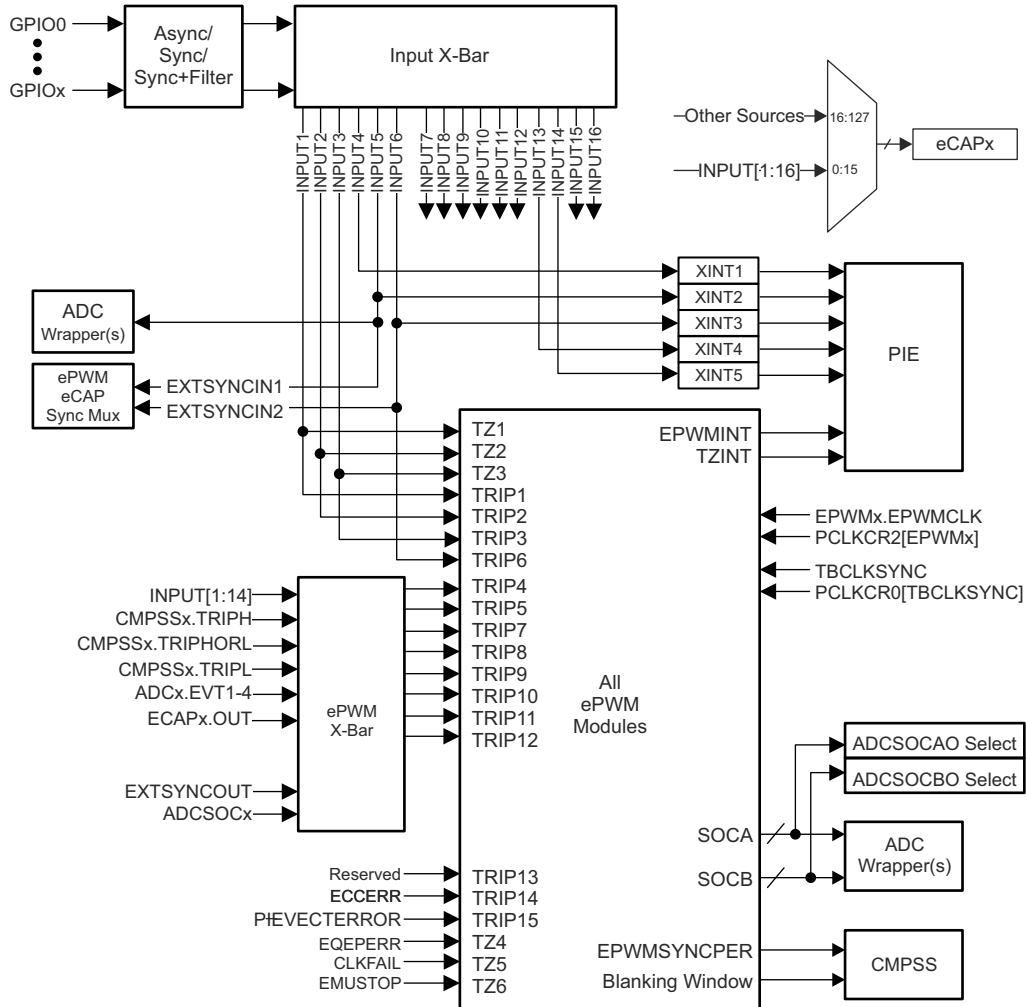 GPIO0
GPIOx
Async/
Sync/
Sync+Filter
Input X-Bar
INPUT1
INPUT2
INPUT3
INPUT4
INPUT5
INPUT6
INPUT7
INPUT8
INPUT9
INPUT10
INPUT11
INPUT12
INPUT13
INPUT14
INPUT15
INPUT16
Other Sources
16:127
INPUT[1:16]
0:15
eCAPx
XINT1
XINT2
XINT3
XINT4
XINT5
PIE
ADC
Wrapper(s)
ePWM
eCAP
Sync Mux
EXTSYNCIN1
EXTSYNCIN2
TZ1
TZ2
TZ3
TRIP1
TRIP2
TRIP3
TRIP6
TRIP4
TRIP5
TRIP7
TRIP8
TRIP9
TRIP10
TRIP11
TRIP12
EPWMINT
TZINT
EPWMx.EPWMCLK
PCLKCR2[EPWMx]
TBCLKSYNC
PCLKCR0[TBCLKSYNC]
INPUT[1:14]
CMPSSx.TRIPH
CMPSSx.TRIPHORL
CMPSSx.TRIPL
ADCx.EVT1-4
ECAPx.OUT
EXTSYNCOUT
ADCSOCx
ePWM
X-Bar
All
ePWM
Modules
ADCSOCAO Select
ADCSOCBO Select
SOCA
SOCB
ADC
Wrapper(s)
Reserved
ECCERR
PIEVECTERROR
EQEPERR
CLKFAIL
EMUSTOP
TRIP13
TRIP14
TRIP15
TZ4
TZ5
TZ6
EPWMSYNCPER
Blanking Window
CMPSS